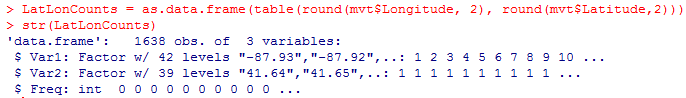 > LatLonCounts = as.data.frame(table(round(mvt$Longitude, 2), round(mvt$Latitude,2)))
> str(LatLonCounts)
'data.frame':   1638 obs. of  3 variables:
 $ Var1: Factor w/ 42 levels "-87.93","-87.92",..: 1 2 3 4 5 6 7 8 9 10 ...
 $ Var2: Factor w/ 39 levels "41.64","41.65",..: 1 1 1 1 1 1 1 1 1 1 ...
 $ Freq: int  0 0 0 0 0 0 0 0 0 0 ...